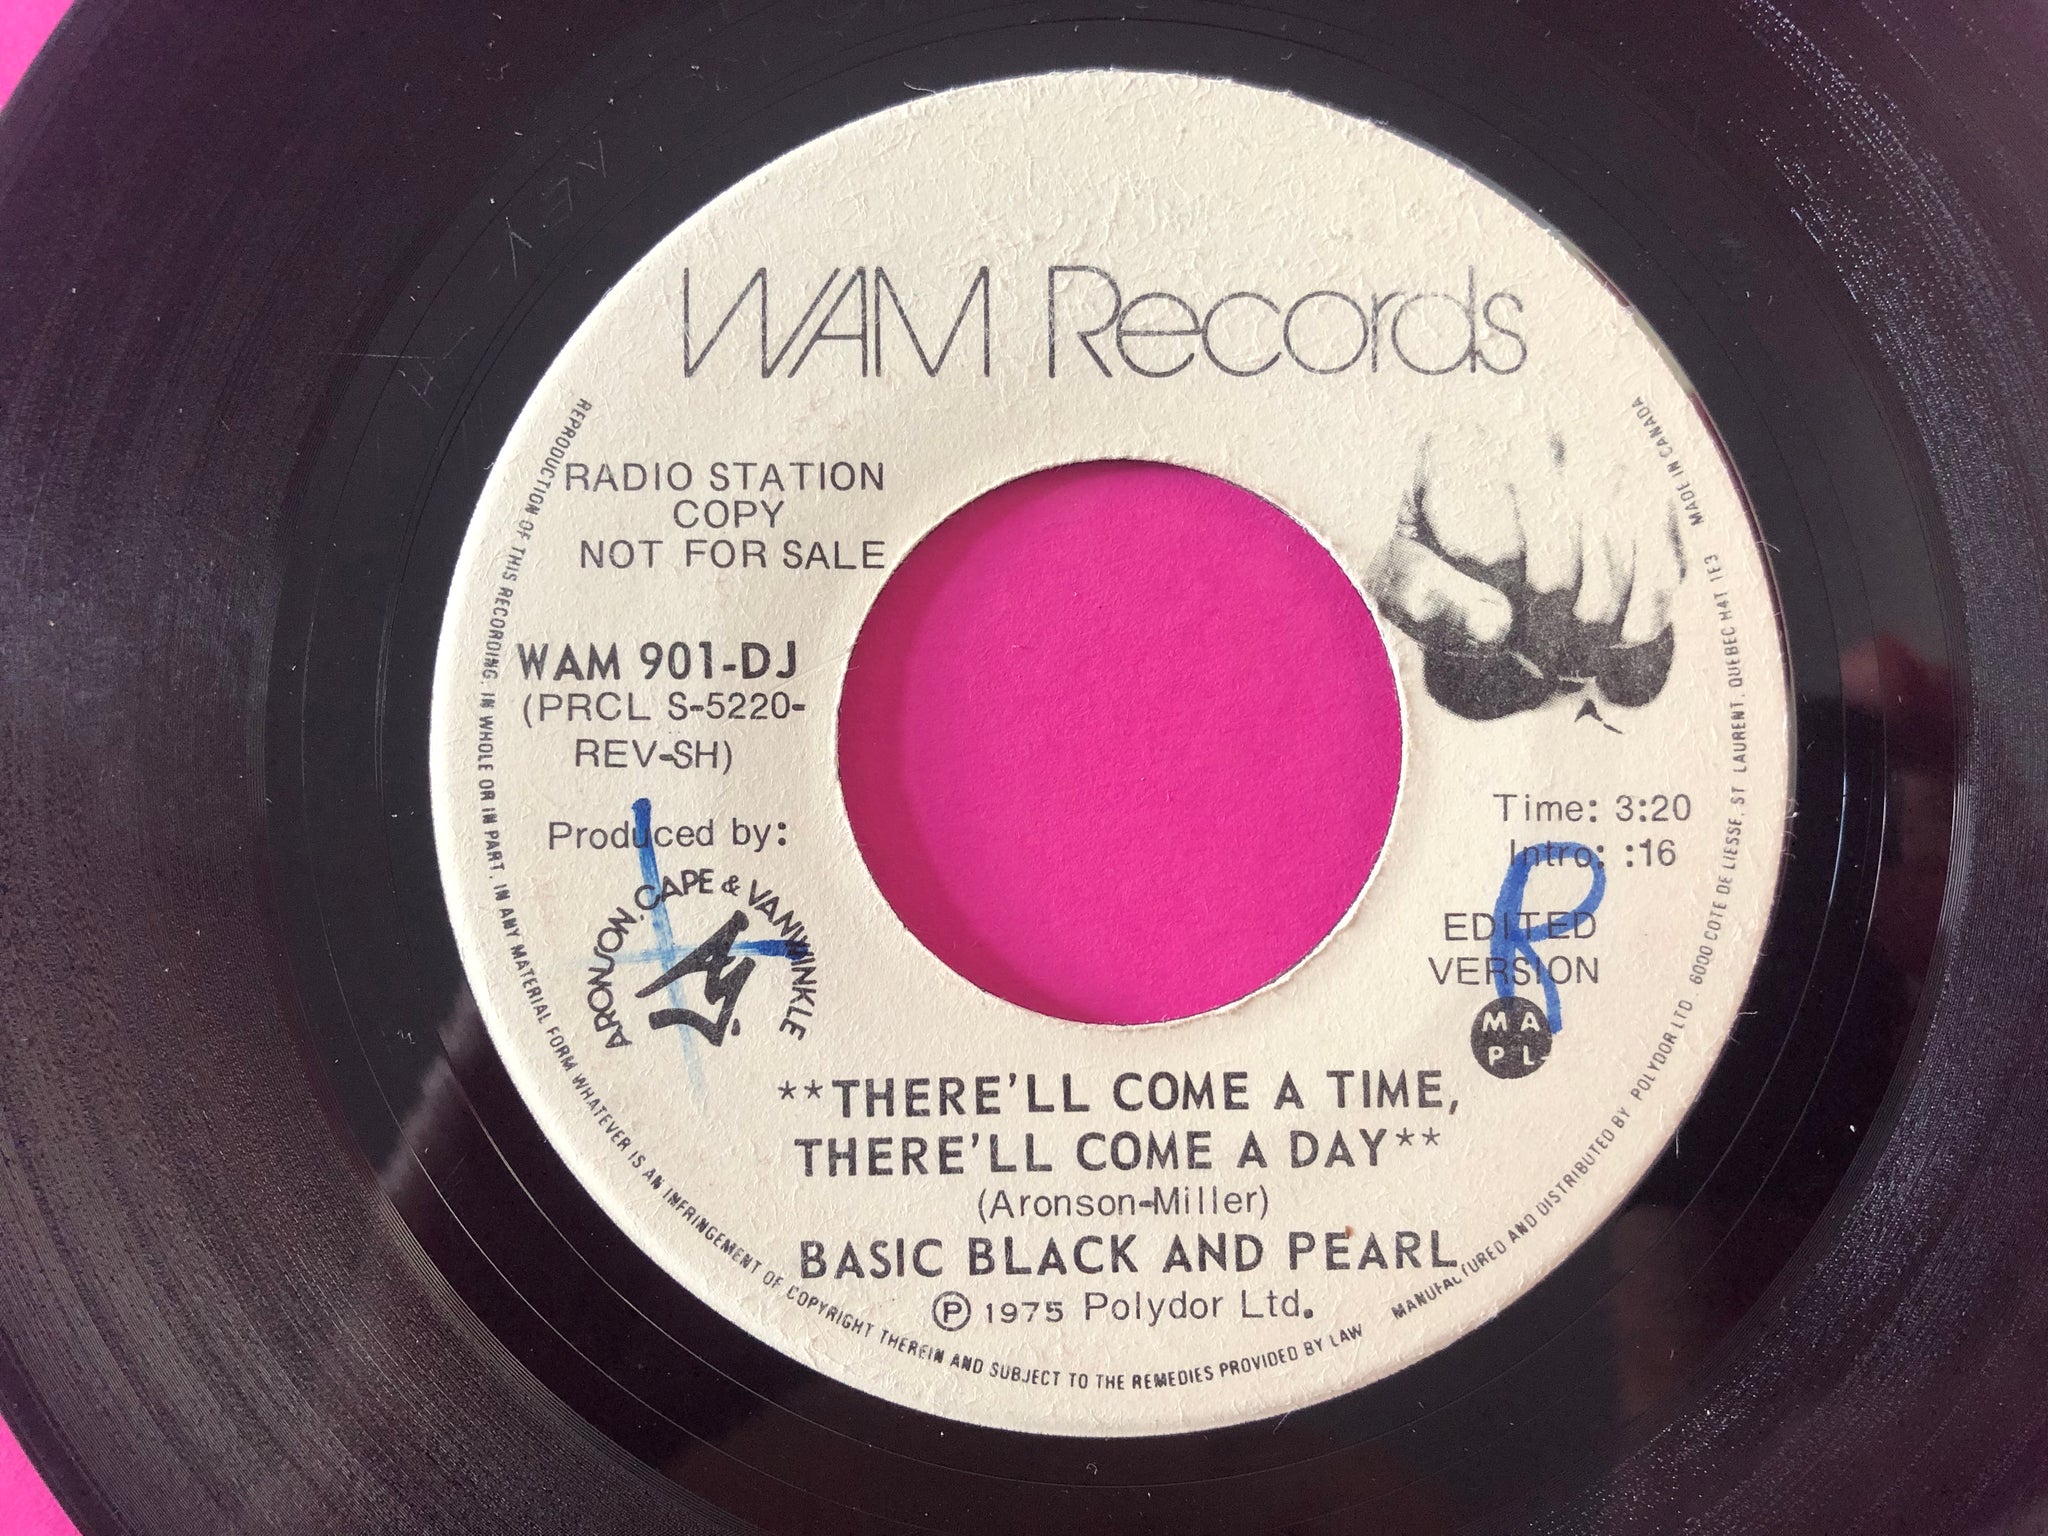 WAM Records
RADIO STATION
COPY
NOT FOR SALE
WAM 901-DJ
(PRCL S-5220-
REV-SH)
Produced by:
ARONSON, CAPE & VANWINKLE
Time: 3:20
Intro: :16
EDITED
VERSION
MA
PL
R
**THERE'LL COME A TIME,
THERE'LL COME A DAY**
(Aronson-Miller)
BASIC BLACK AND PEARL
Ⓟ 1975 Polydor Ltd.
REPRODUCTION OF THIS RECORDING, IN WHOLE OR IN PART, IN ANY MATERIAL FORM WHATEVER IS AN INFRINGEMENT OF COPYRIGHT THEREIN AND SUBJECT TO THE REMEDIES PROVIDED BY LAW
MANUFACTURED AND DISTRIBUTED BY POLYDOR LTD. 6000 COTE DE LIESSE, ST LAURENT, QUEBEC H4T 1E3 MADE IN CANADA